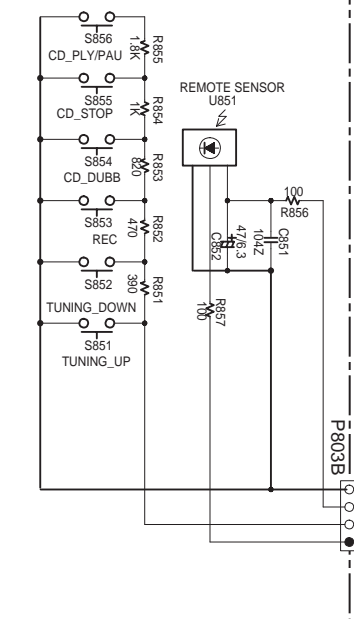 S856
CD_PLY/PAU
R855
1.8K
S855
CD_STOP
R854
1K
S854
CD_DUBB
R853
820
S853
REC
R852
470
S852
TUNING_DOWN
R851
390
S851
TUNING_UP
REMOTE SENSOR
U851
100
R856
47/6.3
C852
C851
104Z
R857
100
P803B